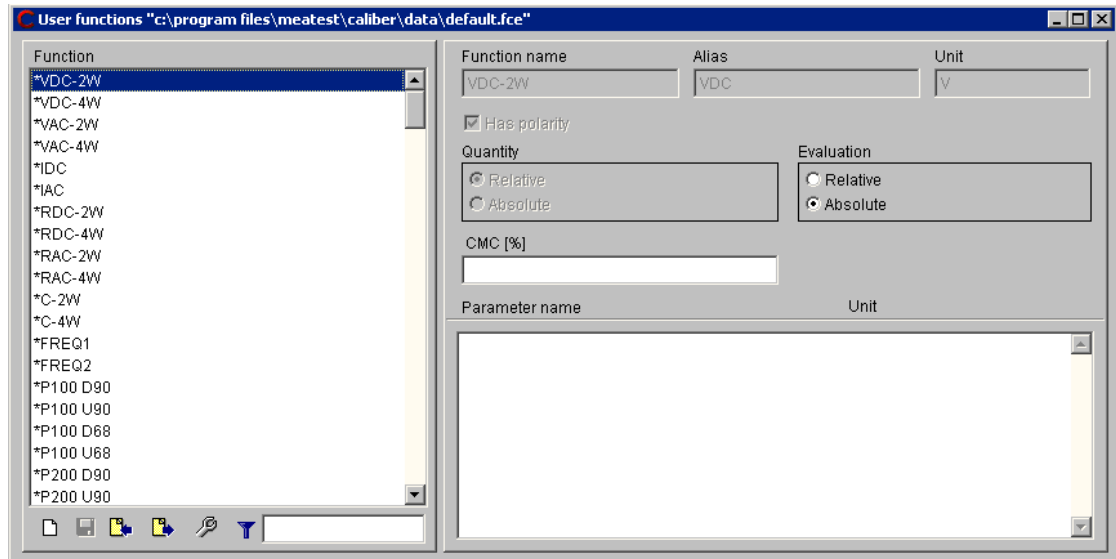 User functions "c:\program files\meatest\caliber\data\default.fce"
Function
*VDC-2W
*VDC-4W
*VAC-2W
*VAC-4W
*IDC
*IAC
*RDC-2W
*RDC-4W
*RAC-2W
*RAC-4W
*C-2W
*C-4W
*FREQ1
*FREQ2
*P100 D90
*P100 U90
*P100 D68
*P100 U68
*P200 D90
*P200 U90
Function name Alias Unit
VDC-2W VDC V
Has polarity
Quantity Evaluation
Relative Relative
Absolute Absolute
CMC [%]
Parameter name Unit